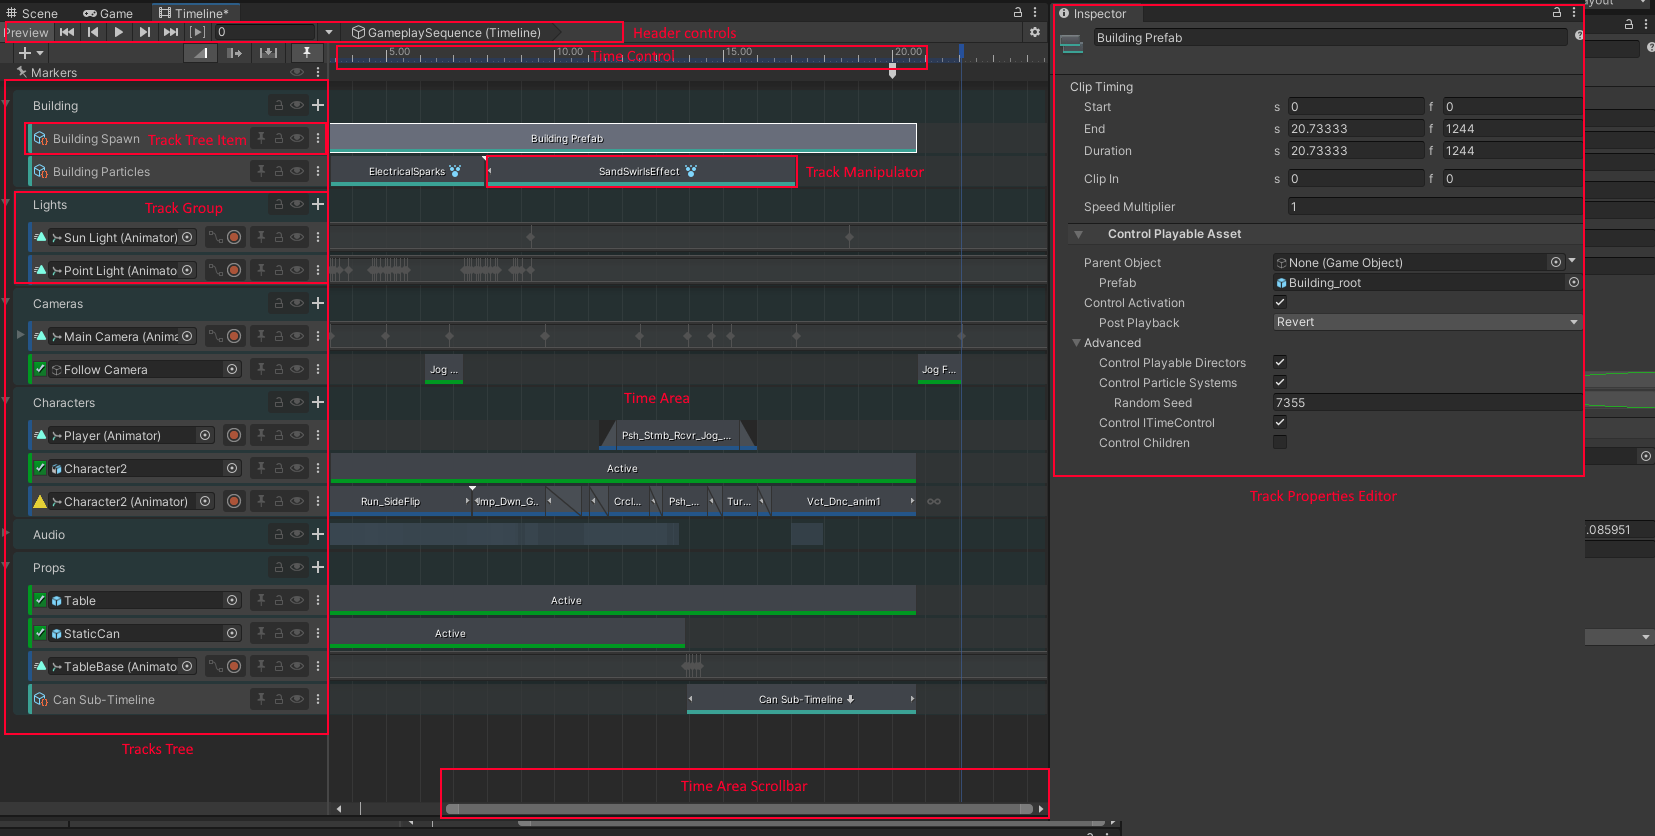 Scene
Game
Timeline*
Preview
0
GameplaySequence (Timeline)
Header controls
5.00
10.00
15.00
20.00
Time Control
Markers
Building
Building Spawn
Track Tree Item
Building Prefab
Building Particles
ElectricalSparks
SandSwirlsEffect
Track Manipulator
Lights
Track Group
Sun Light (Animator)
Point Light (Animato
Cameras
Main Camera (Anima
Follow Camera
Jog ...
Jog F...
Time Area
Characters
Player (Animator)
Psh_Stmb_Rcvr_Jog_...
Character2
Active
Character2 (Animator)
Run_SideFlip
Jmp_Dwn_G..
Crcl...
Psh_...
Tur...
Vct_Dnc_anim1
Audio
Props
Table
Active
StaticCan
Active
TableBase (Animato
Can Sub-Timeline
Can Sub-Timeline
Tracks Tree
Time Area Scrollbar
Inspector
Building Prefab
Clip Timing
Start s 0 f 0
End s 20.73333 f 1244
Duration s 20.73333 f 1244
Clip In s 0 f 0
Speed Multiplier 1
Control Playable Asset
Parent Object None (Game Object)
Prefab Building_root
Control Activation
Post Playback Revert
Advanced
Control Playable Directors
Control Particle Systems
Random Seed 7355
Control ITimeControl
Control Children
Track Properties Editor
.085951